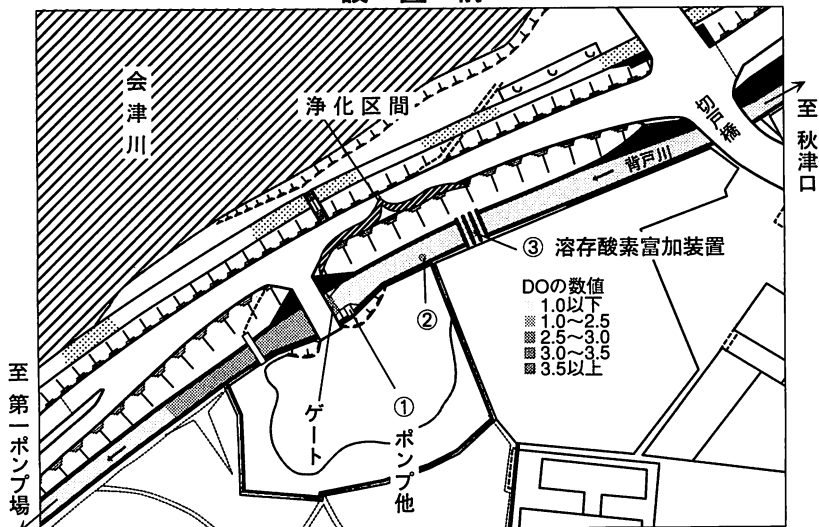 会津川
浄化区間
切戸橋
至 秋津口
背戸川
③ 溶存酸素富加装置
DOの数値
1.0以下
1.0〜2.5
2.5〜3.0
3.0〜3.5
3.5以上
②
① ポンプ他
ゲート
至 第一ポンプ場